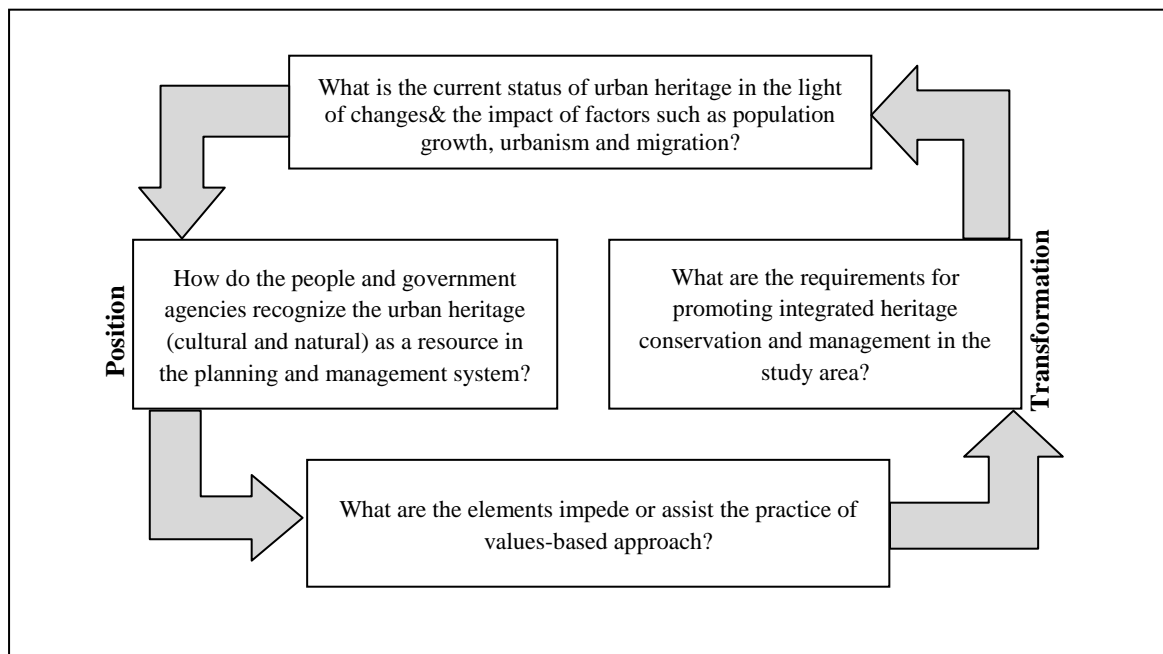 What is the current status of urban heritage in the light
of changes& the impact of factors such as population
growth, urbanism and migration?
Position
How do the people and government
agencies recognize the urban heritage
(cultural and natural) as a resource in
the planning and management system?
What are the requirements for
promoting integrated heritage
conservation and management in the
study area?
Transformation
What are the elements impede or assist the practice of
values-based approach?